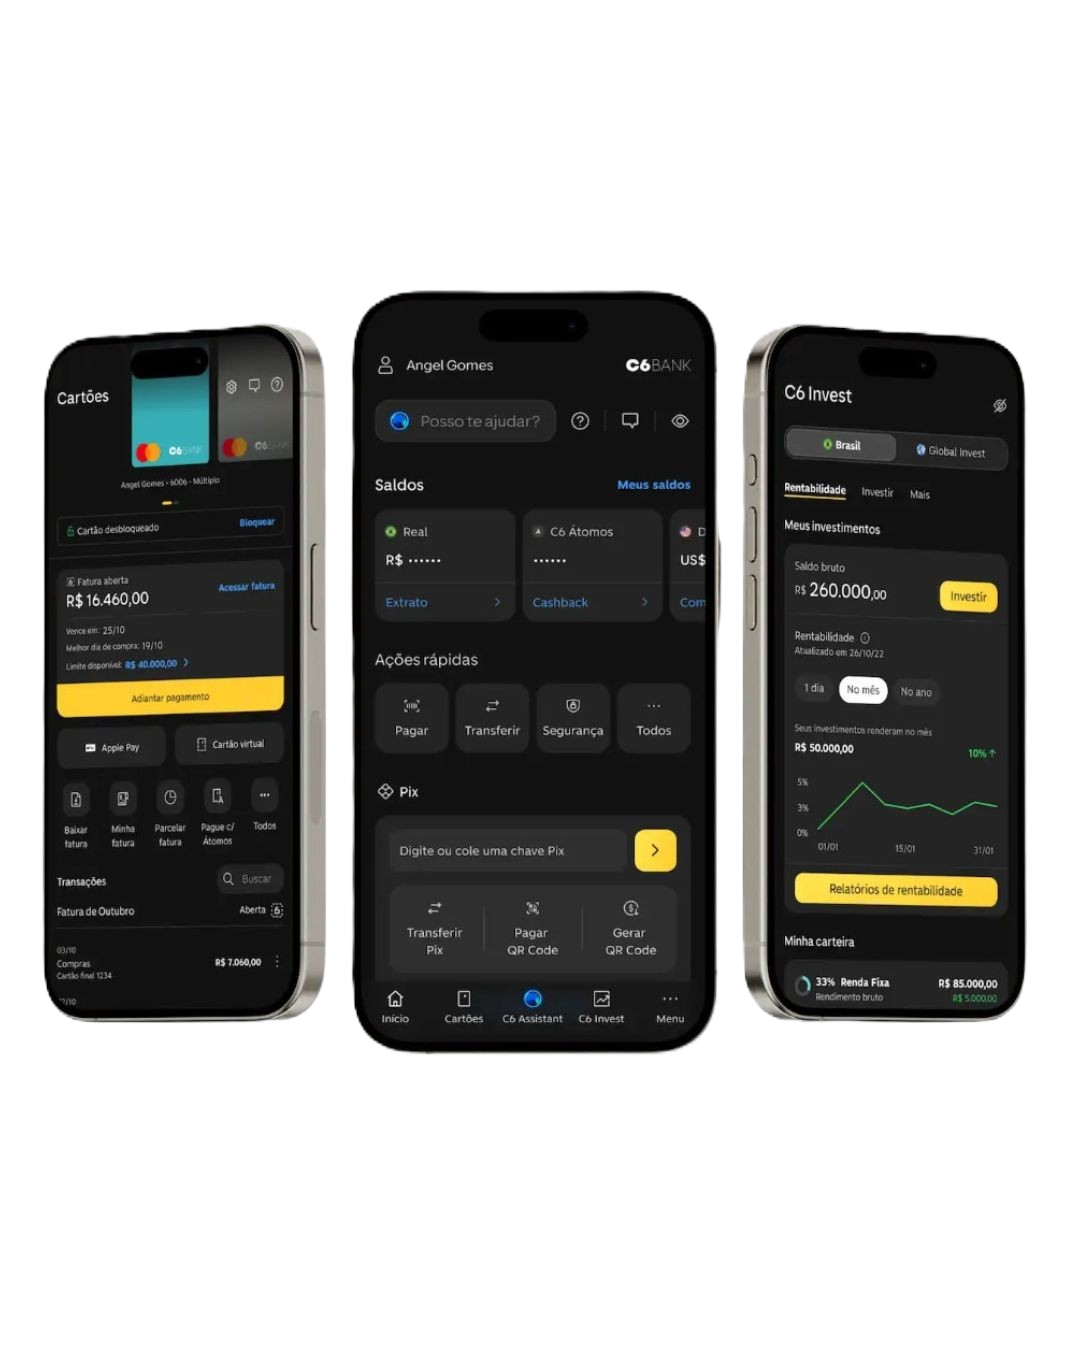 Cartões
C6BANK
C6BANK
Angel Gomes • 6006 - Múltiplo
Cartão desbloqueado
Bloquear
Fatura aberta
Acessar fatura
R$ 16.460,00
Vence em: 25/10
Melhor dia de compra: 19/10
Limite disponível: R$ 40.000,00
Adiantar pagamento
Apple Pay
Cartão virtual
Baixar fatura
Minha fatura
Parcelar fatura
Pague c/ Átomos
Todos
Transações
Buscar
Fatura de Outubro
Aberta
03/10
Compras
R$ 7.060,00
Cartão final 1234
Angel Gomes
C6BANK
Posso te ajudar?
Saldos
Meus saldos
Real
R$ ••••••
Extrato
C6 Átomos
••••••
Cashback
D
US$
Com
Ações rápidas
Pagar
Transferir
Segurança
Todos
Pix
Digite ou cole uma chave Pix
Transferir
Pix
Pagar
QR Code
Gerar
QR Code
Início
Cartões
C6 Assistant
C6 Invest
Menu
C6 Invest
Brasil
Global Invest
Rentabilidade
Investir
Mais
Meus investimentos
Saldo bruto
R$ 260.000,00
Investir
Rentabilidade
Atualizado em 26/10/22
1 dia
No mês
No ano
Seus investimentos renderam no mês
R$ 50.000,00
10%
5%
3%
0%
01/01
15/01
31/01
Relatórios de rentabilidade
Minha carteira
33% Renda Fixa
R$ 85.000,00
Rendimento bruto
R$ 5.000,00